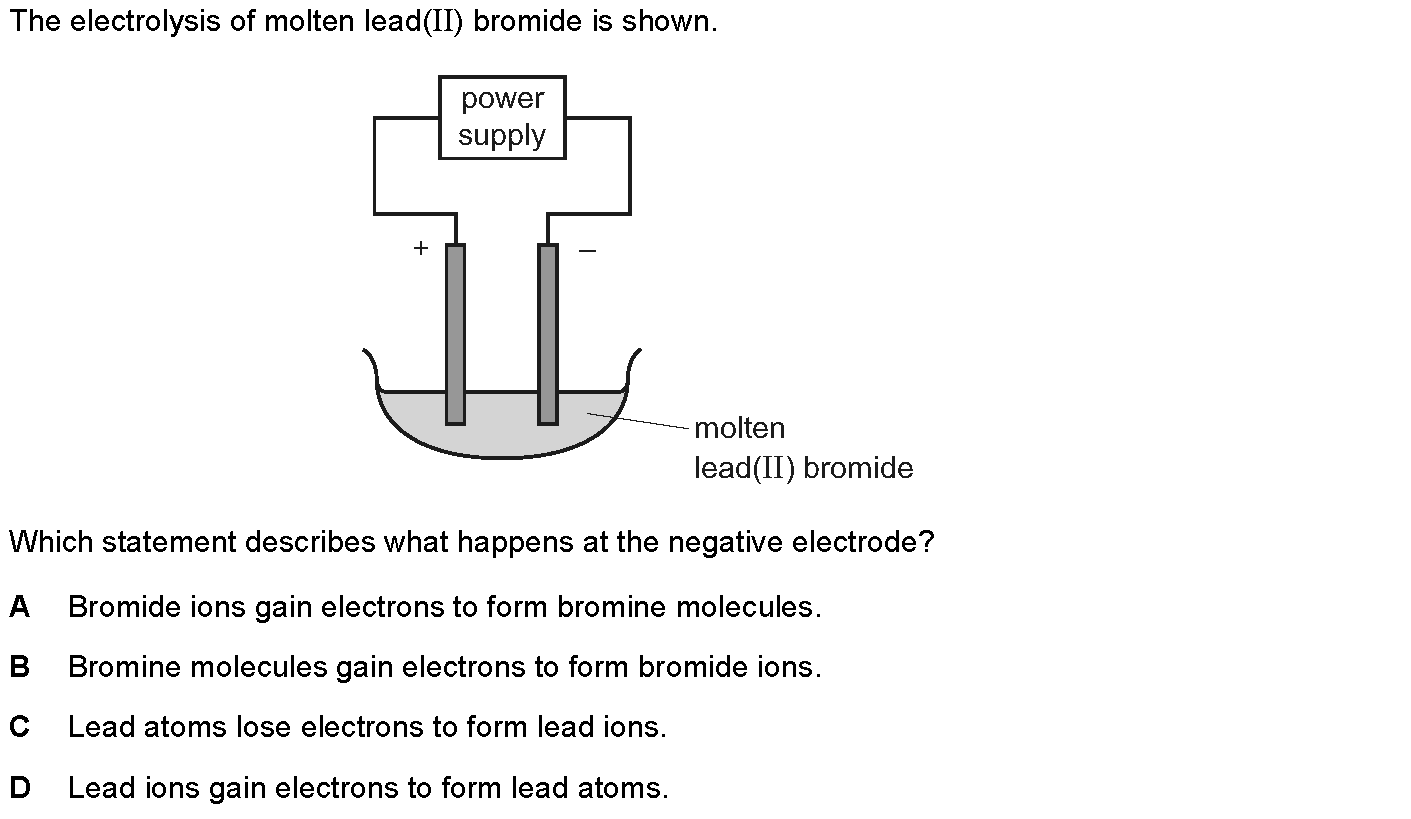 The electrolysis of molten lead(II) bromide is shown.
power
supply
+
–
molten
lead(II) bromide
Which statement describes what happens at the negative electrode?
A Bromide ions gain electrons to form bromine molecules.
B Bromine molecules gain electrons to form bromide ions.
C Lead atoms lose electrons to form lead ions.
D Lead ions gain electrons to form lead atoms.